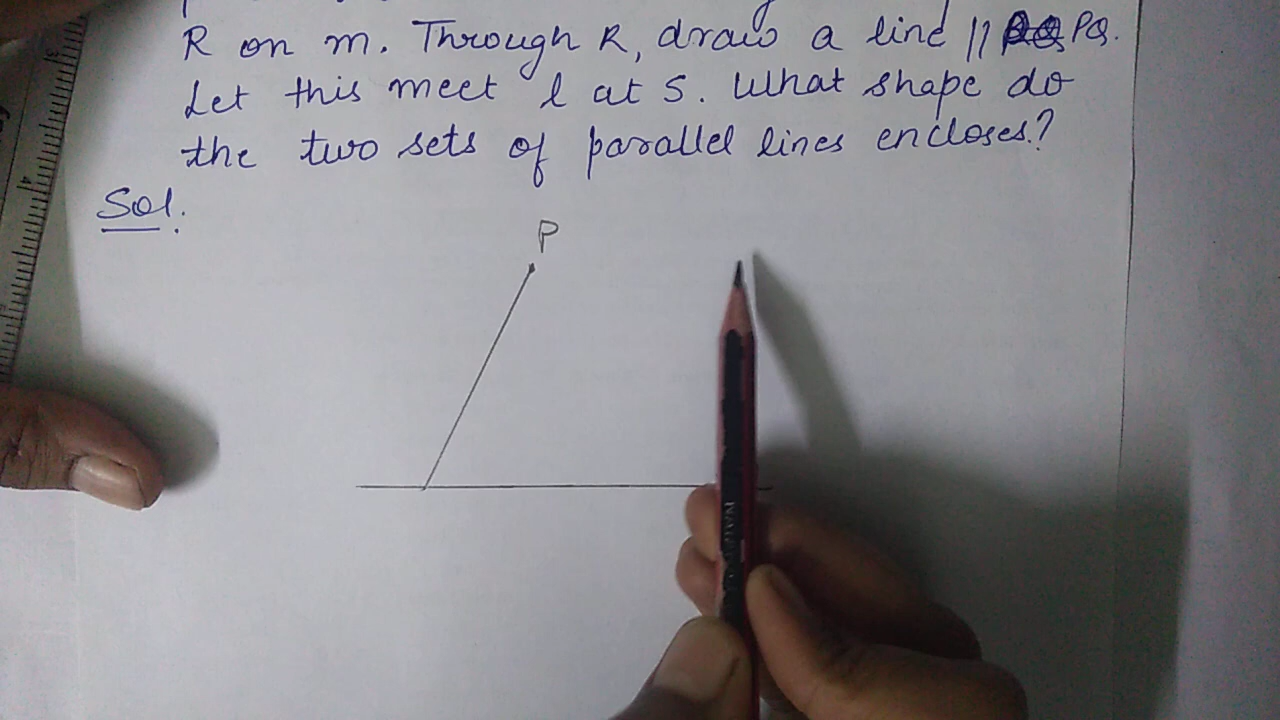 R on m. Through R, draw a line || PQ.
Let this meet l at S. What shape do
the two sets of parallel lines encloses?
Sol.
P